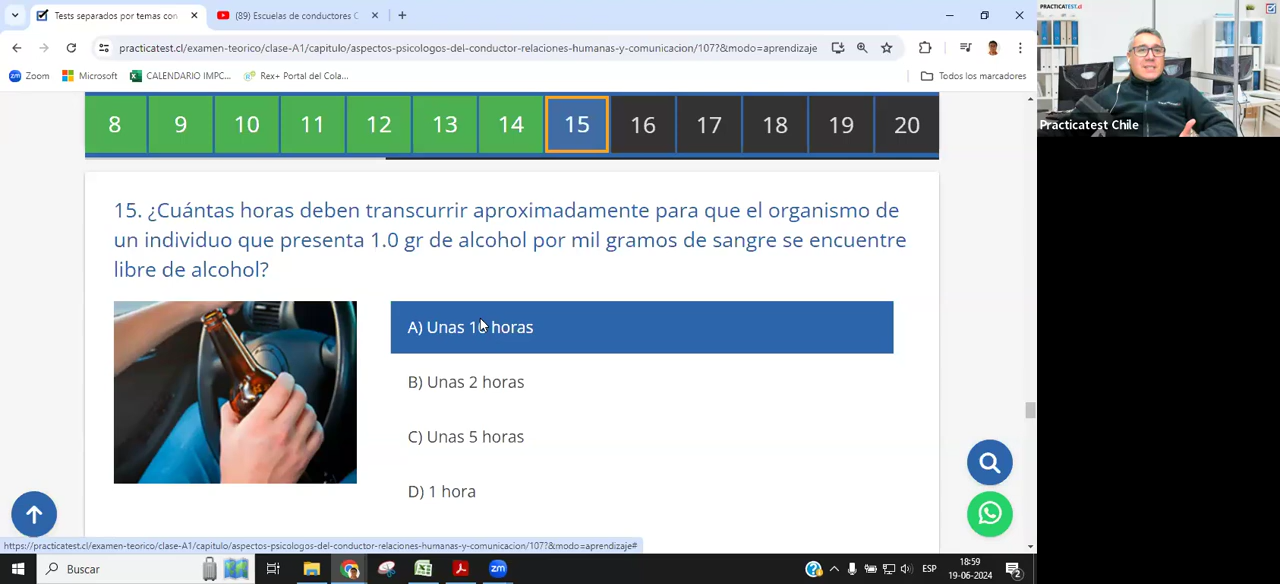 Tests separados por temas con
(89) Escuelas de conductores C
practicatest.cl/examen-teorico/clase-A1/capitulo/aspectos-psicologos-del-conductor-relaciones-humanas-y-comunicacion/107?&modo=aprendizaje
Zoom
Microsoft
CALENDARIO IMPC...
Rex+ Portal del Cola...
Todos los marcadores
PRACTICATEST.cl
Practicatest Chile
8 9 10 11 12 13 14 15 16 17 18 19 20
15. ¿Cuántas horas deben transcurrir aproximadamente para que el organismo de
un individuo que presenta 1.0 gr de alcohol por mil gramos de sangre se encuentre
libre de alcohol?
A) Unas 10 horas
B) Unas 2 horas
C) Unas 5 horas
D) 1 hora
https://practicatest.cl/examen-teorico/clase-A1/capitulo/aspectos-psicologos-del-conductor-relaciones-humanas-y-comunicacion/107?&modo=aprendizaje#
Buscar
ESP
18:59
19-06-2024
2